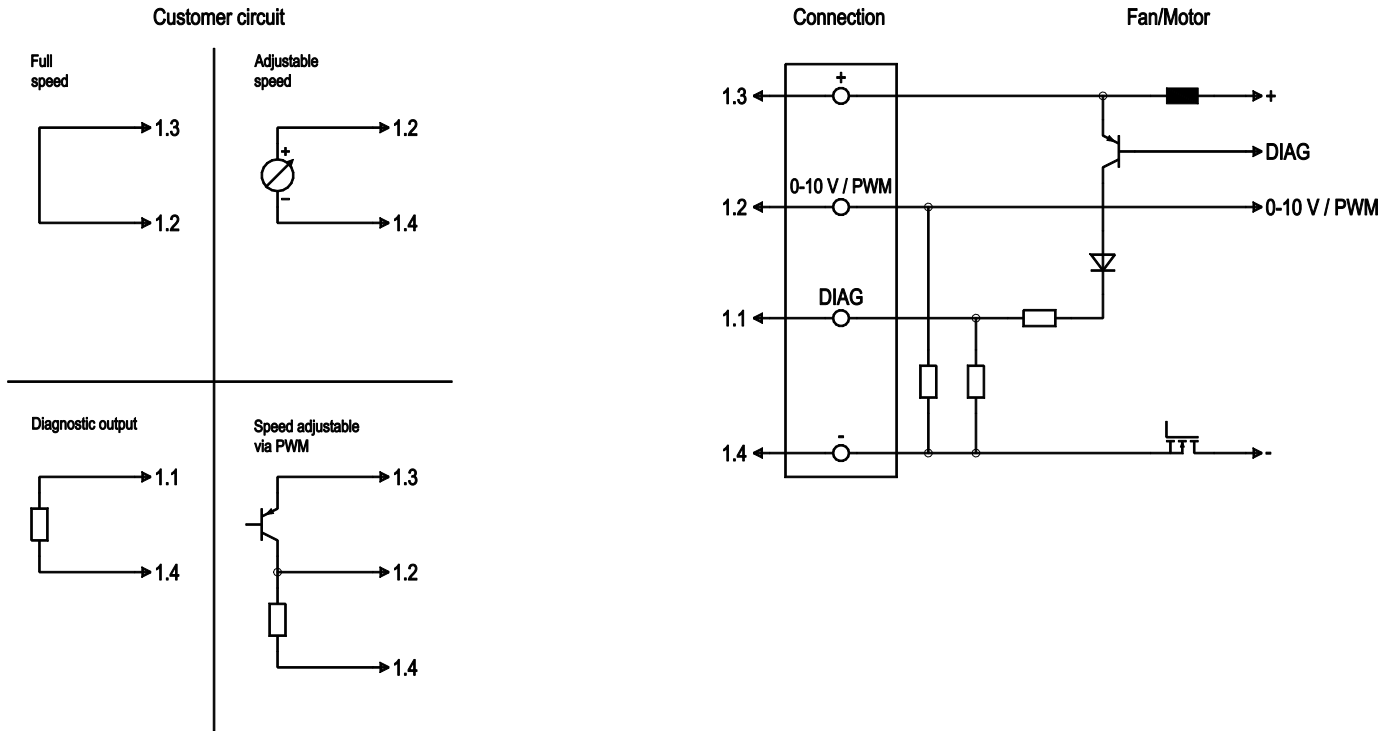 Customer circuit
Full
speed
1.3
1.2
Adjustable
speed
+
–
1.2
1.4
Diagnostic output
1.1
1.4
Speed adjustable
via PWM
1.3
1.2
1.4
Connection
Fan/Motor
+
1.3
+
DIAG
0-10 V / PWM
1.2
0-10 V / PWM
DIAG
1.1
-
1.4
-